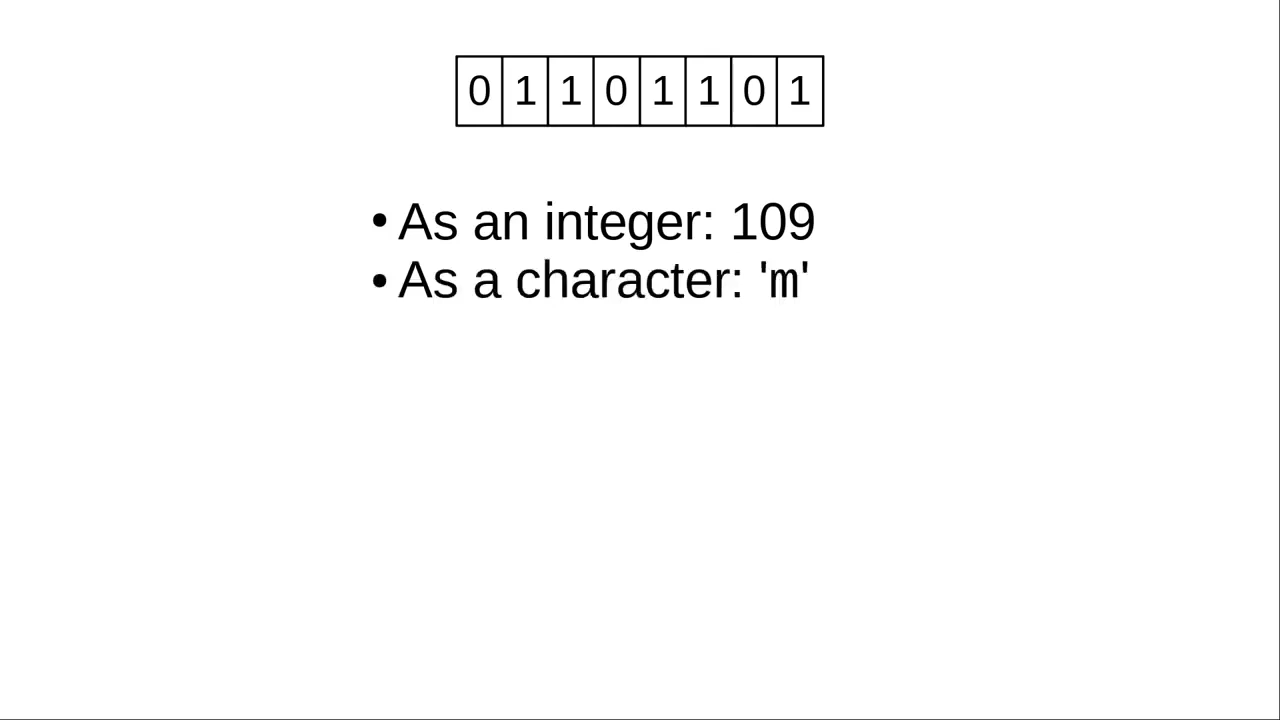 0 1 1 0 1 1 0 1
• As an integer: 109
• As a character: 'm'